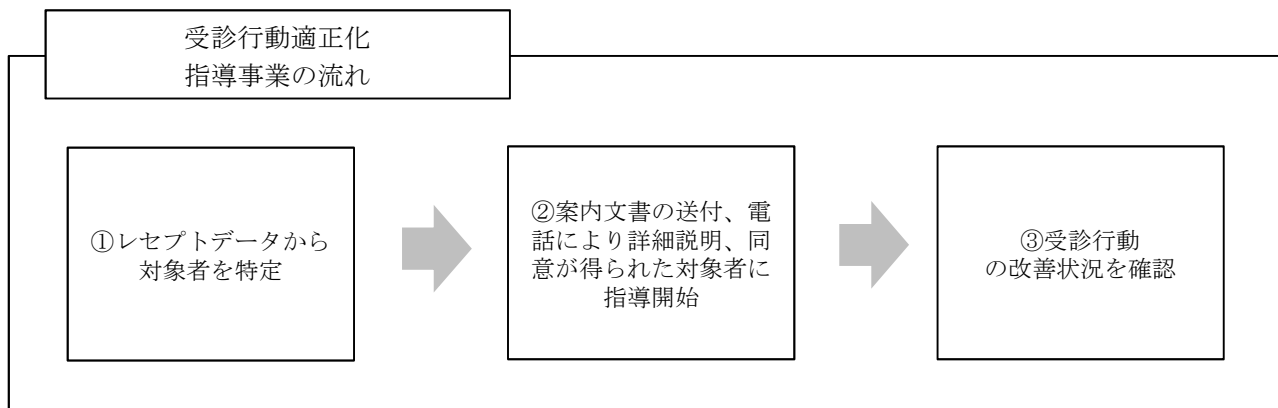 受診行動適正化
指導事業の流れ
①レセプトデータから
対象者を特定
②案内文書の送付、電
話により詳細説明、同
意が得られた対象者に
指導開始
③受診行動
の改善状況を確認